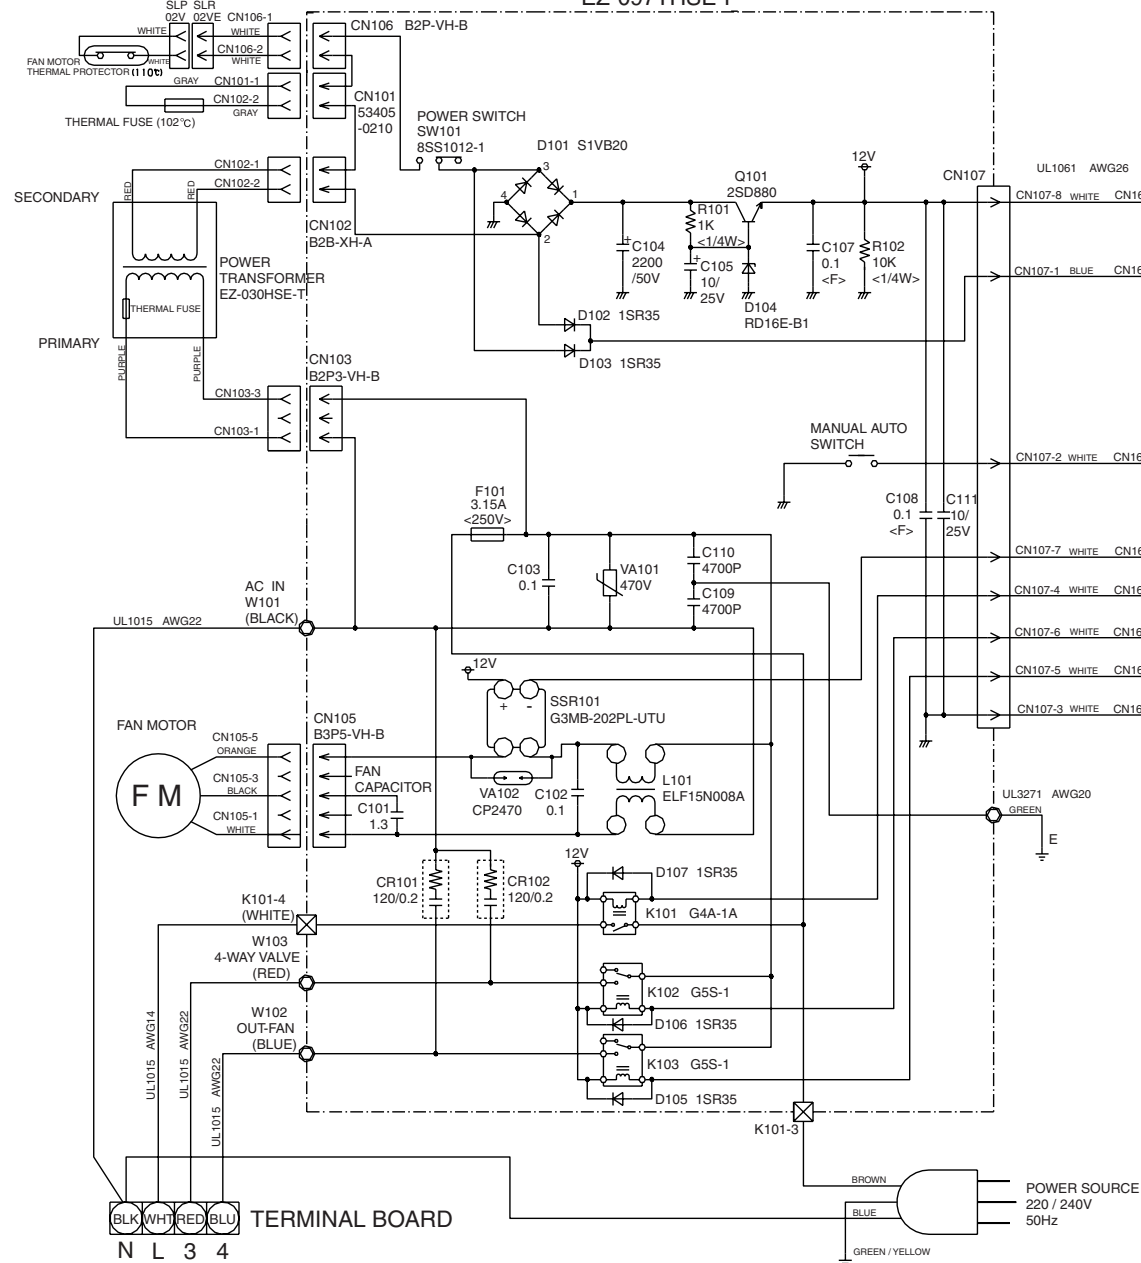 SLP SLR
02V 02VE CN106-1
WHITE WHITE
CN106-2
WHITE WHITE
FAN MOTOR
THERMAL PROTECTOR (110℃)
GRAY CN101-1
CN102-2
GRAY
THERMAL FUSE (102°C)
CN106 B2P-VH-B
CN101
53405
-0210
POWER SWITCH
SW101
8SS1012-1
D101 S1VB20
3
4
1
2
CN102-1
CN102-2
RED RED
SECONDARY
CN102
B2B-XH-A
POWER
TRANSFORMER
EZ-030HSE-T
THERMAL FUSE
PRIMARY
PURPLE PURPLE
CN103
B2P3-VH-B
CN103-3
CN103-1
Q101
2SD880
12V
R101
1K
<1/4W>
C104
2200
/50V
C105
10/
25V
D104
RD16E-B1
C107
0.1
<F>
R102
10K
<1/4W>
D102 1SR35
D103 1SR35
CN107
UL1061 AWG26
CN107-8 WHITE CN16
CN107-1 BLUE CN16
MANUAL AUTO
SWITCH
CN107-2 WHITE CN16
C108
0.1
<F>
C111
10/
25V
CN107-7 WHITE CN16
CN107-4 WHITE CN16
CN107-6 WHITE CN16
CN107-5 WHITE CN16
CN107-3 WHITE CN16
F101
3.15A
<250V>
C103
0.1
VA101
470V
C110
4700P
C109
4700P
AC IN
W101
(BLACK)
UL1015 AWG22
12V
+ -
SSR101
G3MB-202PL-UTU
FAN MOTOR
FM
CN105-5
ORANGE
CN105-3
BLACK
CN105-1
WHITE
CN105
B3P5-VH-B
FAN
CAPACITOR
C101
1.3
VA102
CP2470
C102
0.1
L101
ELF15N008A
UL3271 AWG20
GREEN
E
CR101
120/0.2
CR102
120/0.2
12V
D107 1SR35
K101 G4A-1A
K101-4
(WHITE)
W103
4-WAY VALVE
(RED)
K102 G5S-1
D106 1SR35
W102
OUT-FAN
(BLUE)
K103 G5S-1
D105 1SR35
UL1015 AWG14
UL1015 AWG22
UL1015 AWG22
K101-3
BROWN
BLUE
GREEN / YELLOW
POWER SOURCE
220 / 240V
50Hz
BLK WHT RED BLU TERMINAL BOARD
N L 3 4